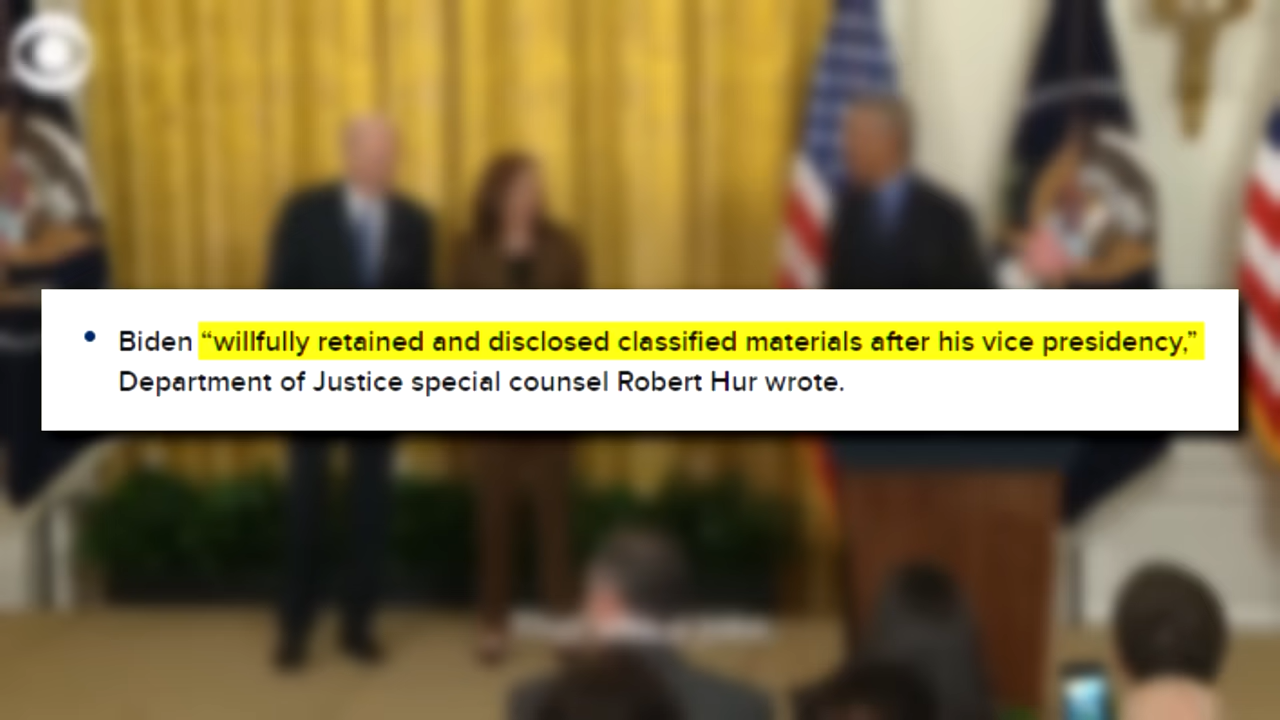 Biden “willfully retained and disclosed classified materials after his vice presidency,”
Department of Justice special counsel Robert Hur wrote.